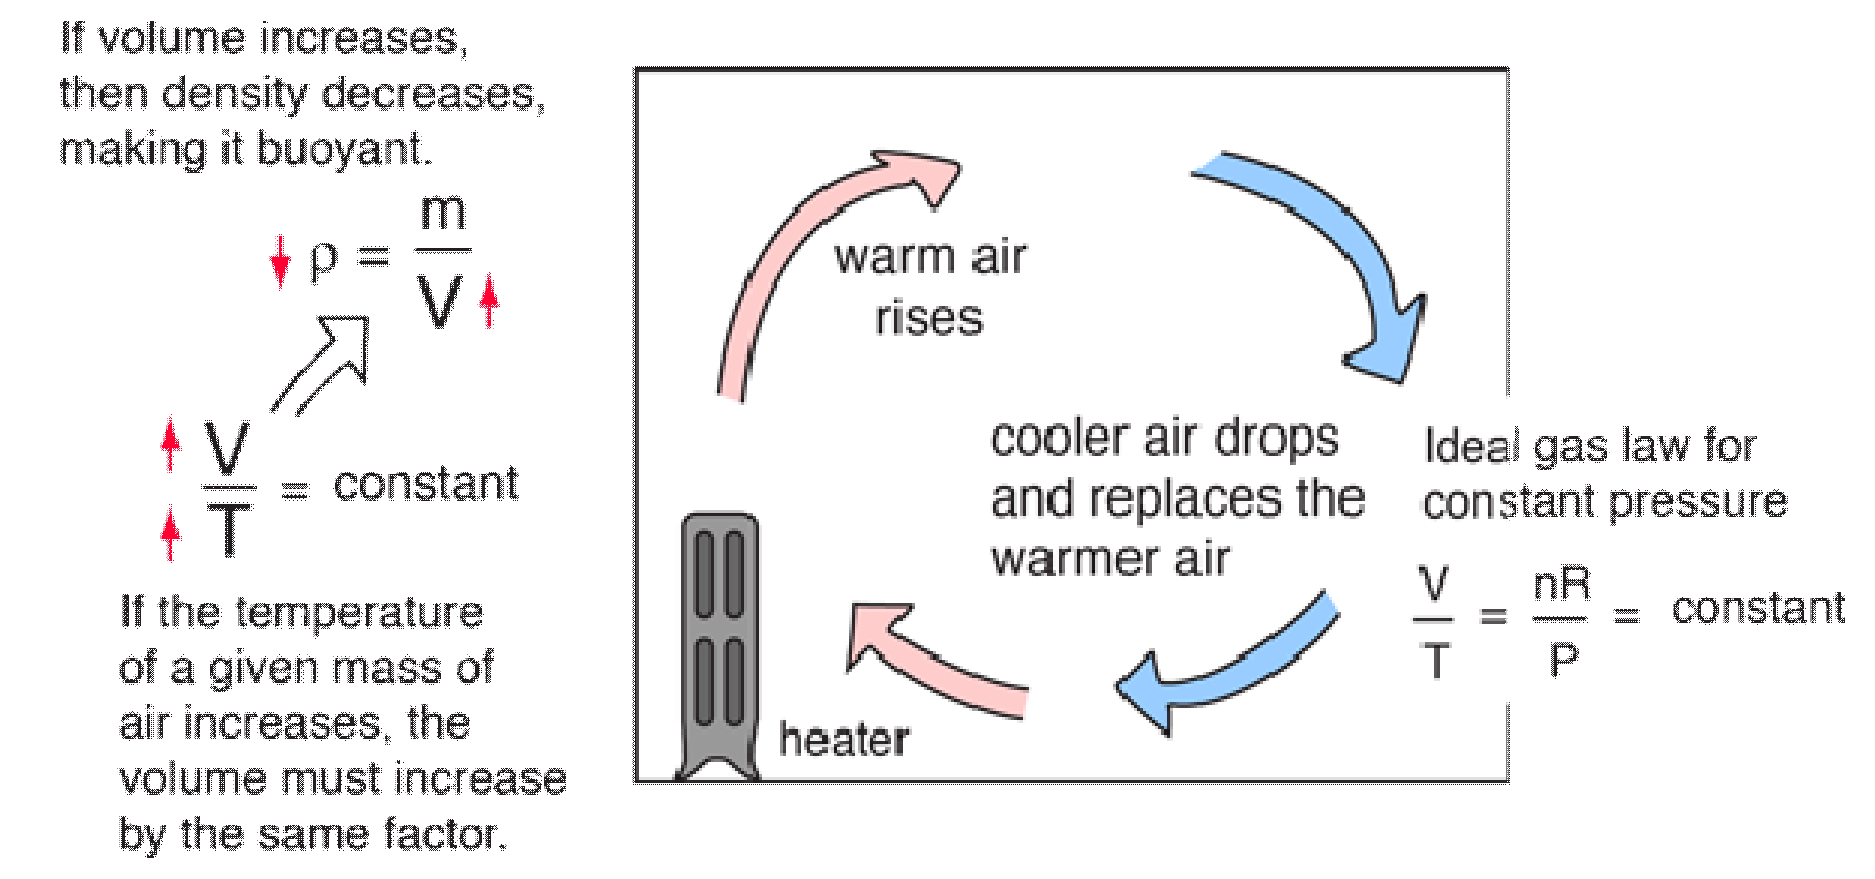 If volume increases,
then density decreases,
making it buoyant.
ρ = m/V
V/T = constant
If the temperature
of a given mass of
air increases, the
volume must increase
by the same factor.
warm air
rises
cooler air drops
and replaces the
warmer air
heater
Ideal gas law for
constant pressure
V/T = nR/P = constant